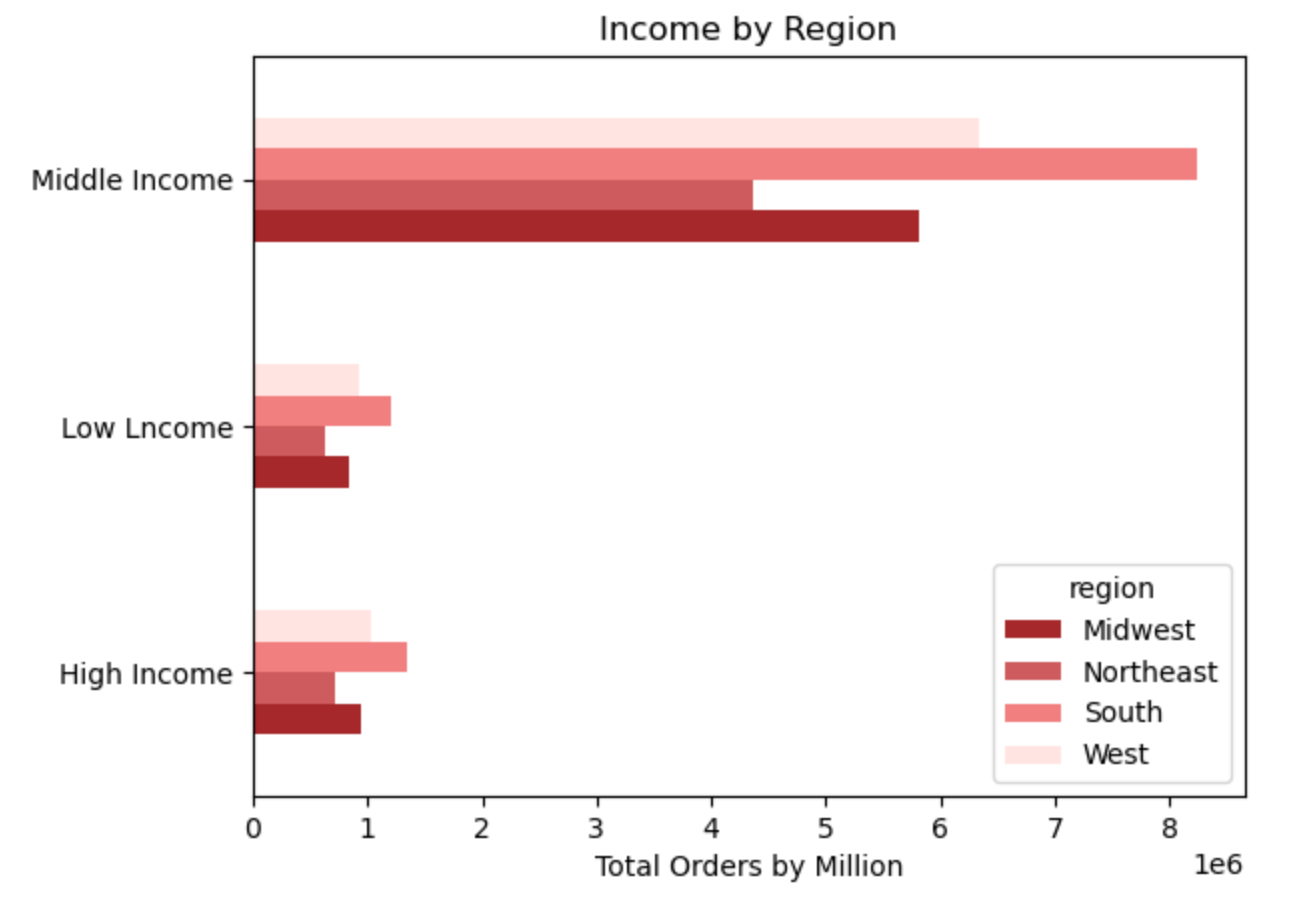 Income by Region
Middle Income
Low Lncome
High Income
region
Midwest
Northeast
South
West
0 1 2 3 4 5 6 7 8
Total Orders by Million
1e6